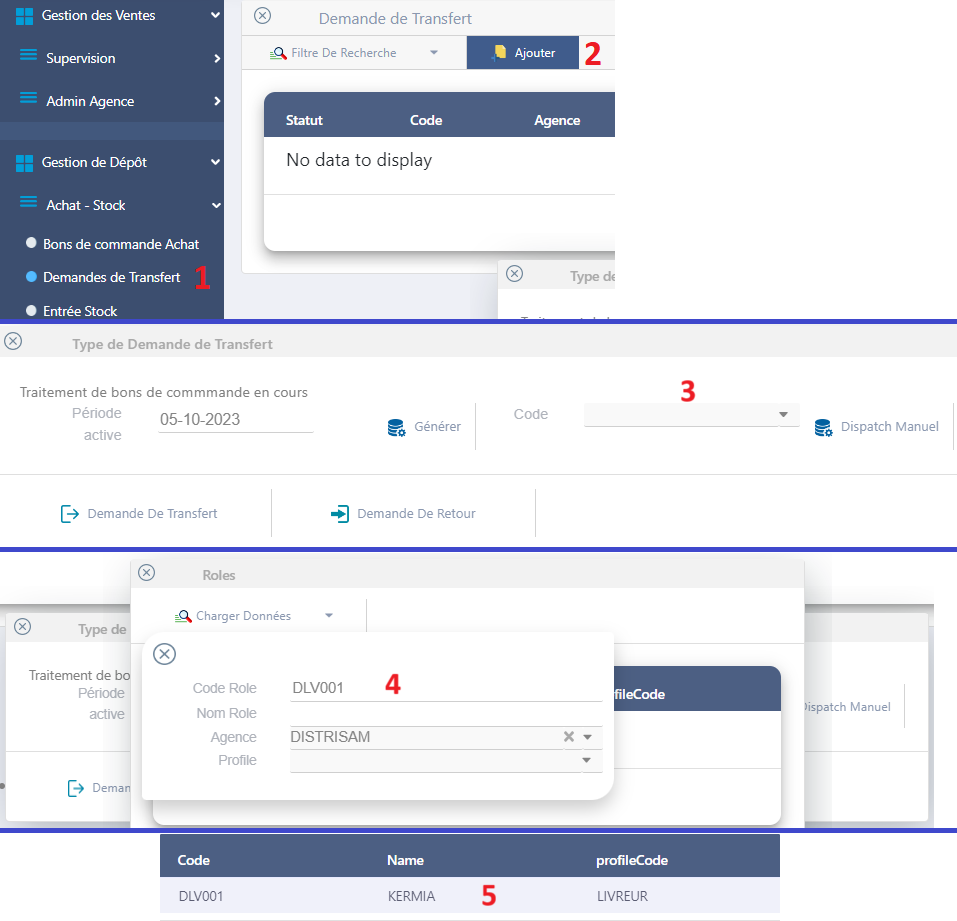 Gestion des Ventes
Supervision
Admin Agence
Gestion de Dépôt
Achat - Stock
Bons de commande Achat
Demandes de Transfert 1
Entrée Stock
Demande de Transfert
Filtre De Recherche
Ajouter 2
Statut Code Agence
No data to display
Type de
Type de Demande de Transfert
Traitement de bons de commmande en cours
Période
active
05-10-2023
Générer
Code
3
Dispatch Manuel
Demande De Transfert
Demande De Retour
Roles
Charger Données
Type de
Traitement de bo
Période
active
Deman
Code Role DLV001 4
Nom Role
Agence DISTRISAM
Profile
fileCode
Dispatch Manuel
Code Name profileCode
DLV001 KERMIA 5 LIVREUR